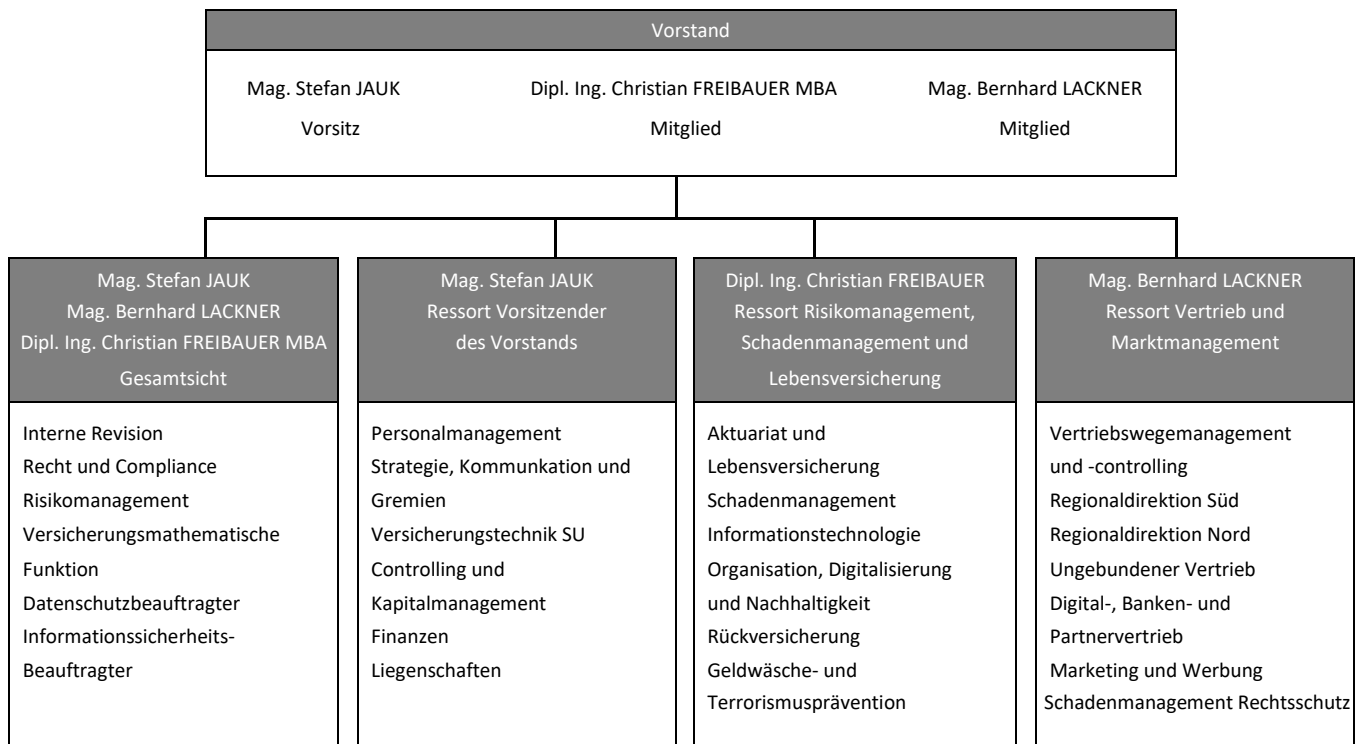 Vorstand
Mag. Stefan JAUK
Vorsitz
Dipl. Ing. Christian FREIBAUER MBA
Mitglied
Mag. Bernhard LACKNER
Mitglied
Mag. Stefan JAUK
Mag. Bernhard LACKNER
Dipl. Ing. Christian FREIBAUER MBA
Gesamtsicht
Interne Revision
Recht und Compliance
Risikomanagement
Versicherungsmathematische
Funktion
Datenschutzbeauftragter
Informationssicherheits-
Beauftragter
Mag. Stefan JAUK
Ressort Vorsitzender
des Vorstands
Personalmanagement
Strategie, Kommunkation und
Gremien
Versicherungstechnik SU
Controlling und
Kapitalmanagement
Finanzen
Liegenschaften
Dipl. Ing. Christian FREIBAUER
Ressort Risikomanagement,
Schadenmanagement und
Lebensversicherung
Aktuariat und
Lebensversicherung
Schadenmanagement
Informationstechnologie
Organisation, Digitalisierung
und Nachhaltigkeit
Rückversicherung
Geldwäsche- und
Terrorismusprävention
Mag. Bernhard LACKNER
Ressort Vertrieb und
Marktmanagement
Vertriebswegemanagement
und -controlling
Regionaldirektion Süd
Regionaldirektion Nord
Ungebundener Vertrieb
Digital-, Banken- und
Partnervertrieb
Marketing und Werbung
Schadenmanagement Rechtsschutz